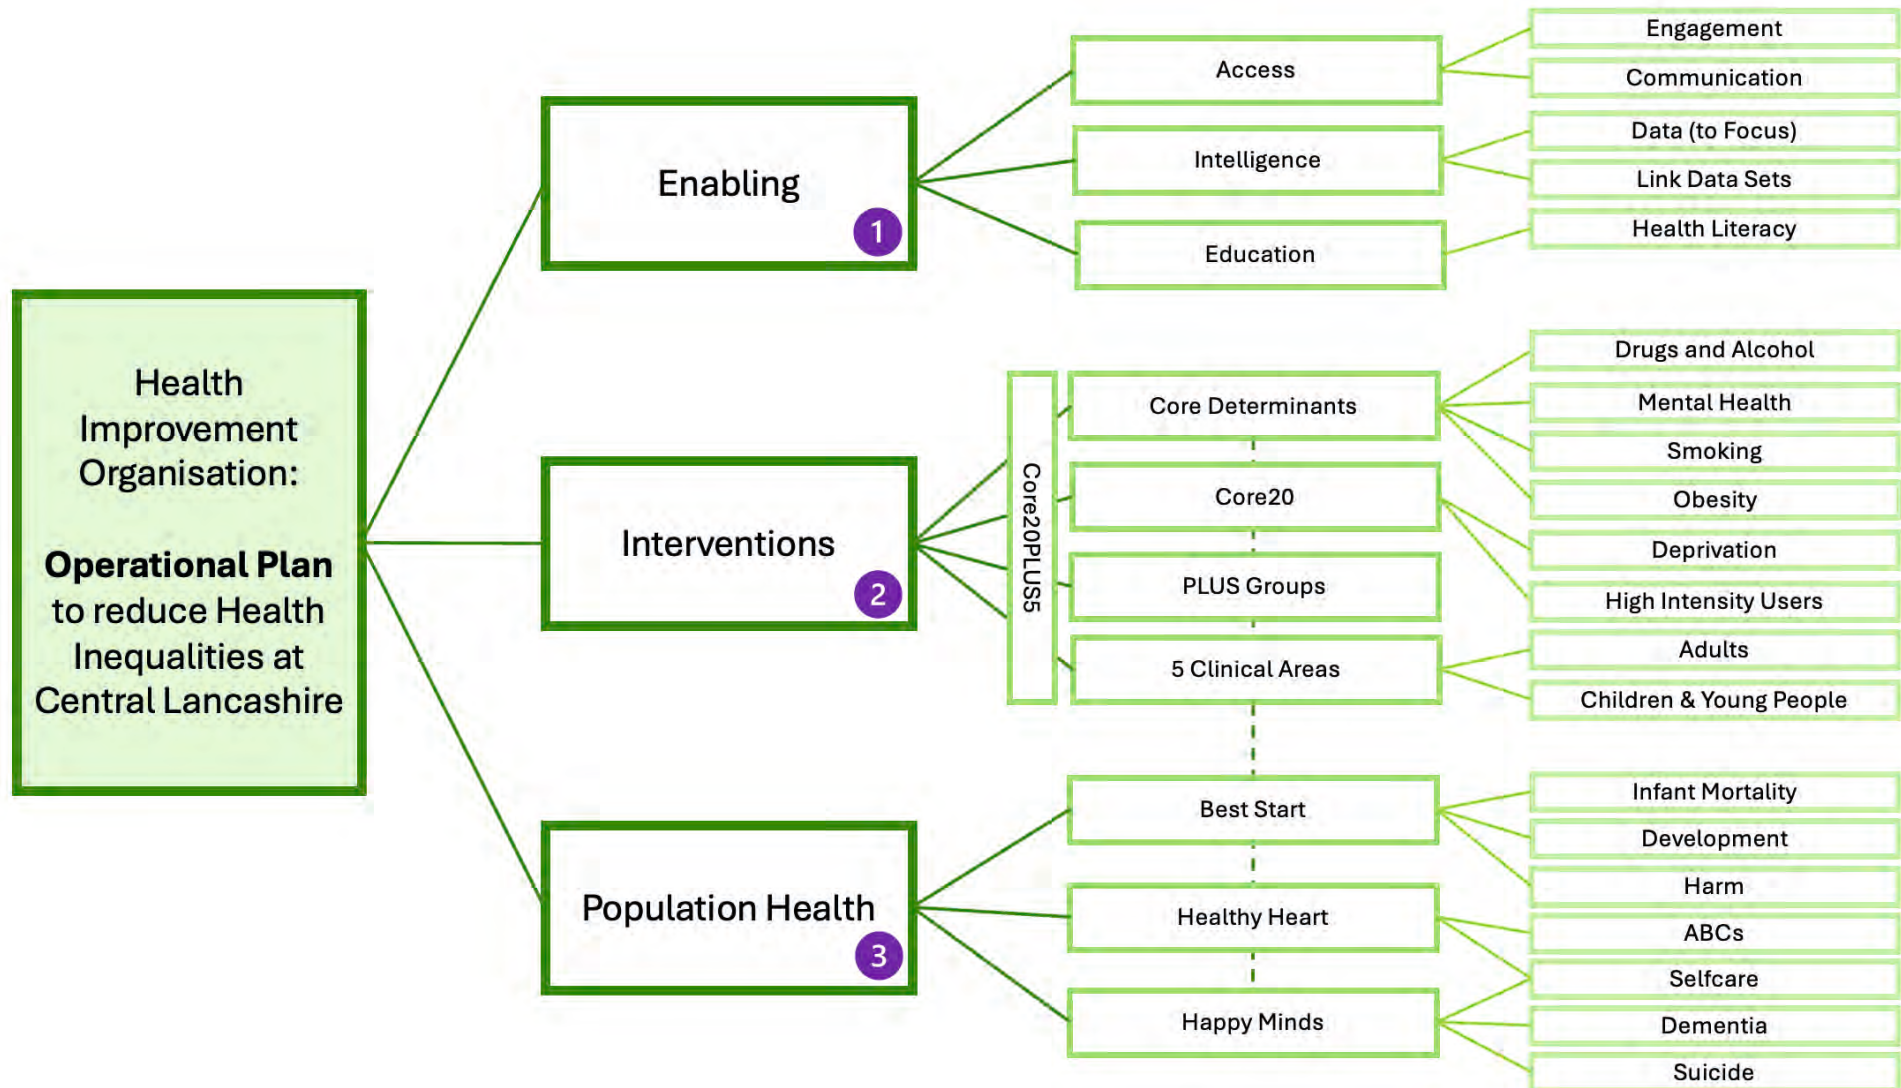 Health
Improvement
Organisation:
Operational Plan
to reduce Health
Inequalities at
Central Lancashire
Enabling
1
Access
Engagement
Communication
Intelligence
Data (to Focus)
Link Data Sets
Education
Health Literacy
Interventions
2
Core20PLUS5
Core Determinants
Drugs and Alcohol
Mental Health
Smoking
Obesity
Core20
Deprivation
High Intensity Users
PLUS Groups
5 Clinical Areas
Adults
Children & Young People
Population Health
3
Best Start
Infant Mortality
Development
Harm
Healthy Heart
ABCs
Selfcare
Happy Minds
Dementia
Suicide